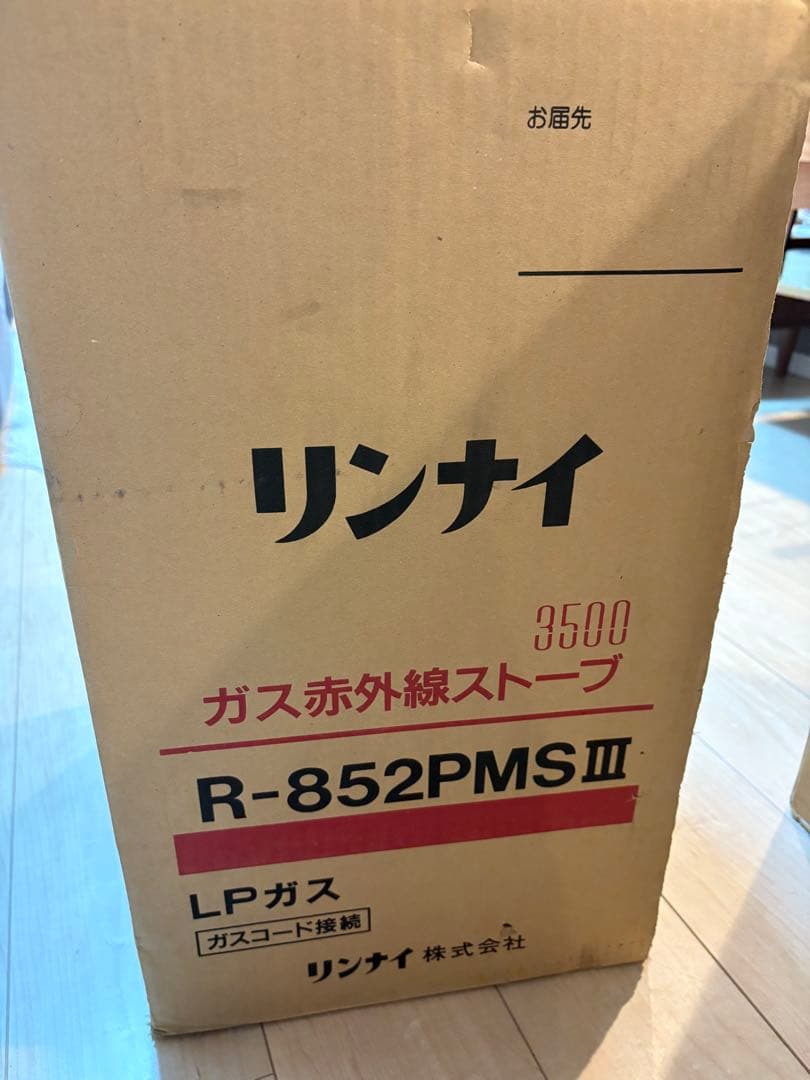 お届先
リンナイ
3500
ガス赤外線ストーブ
R-852PMSⅢ
LPガス
ガスコード接続
リンナイ 株式会社